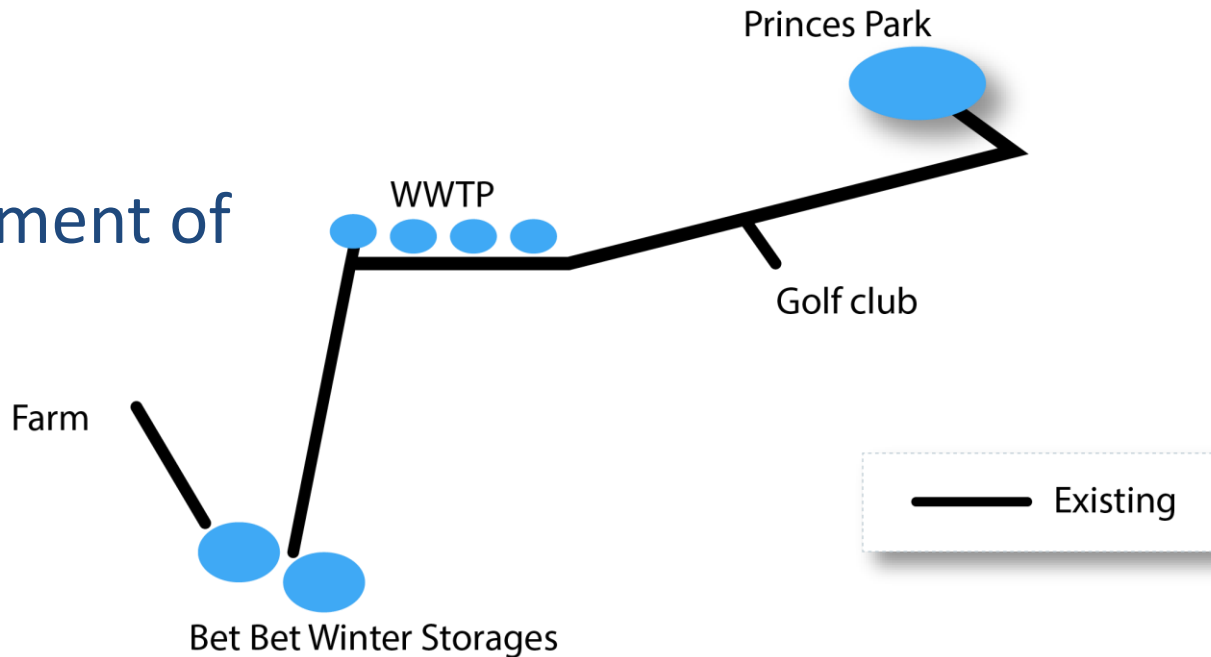 Princes Park
WWTP
ment of
Golf club
Farm
Existing
Bet Bet Winter Storages